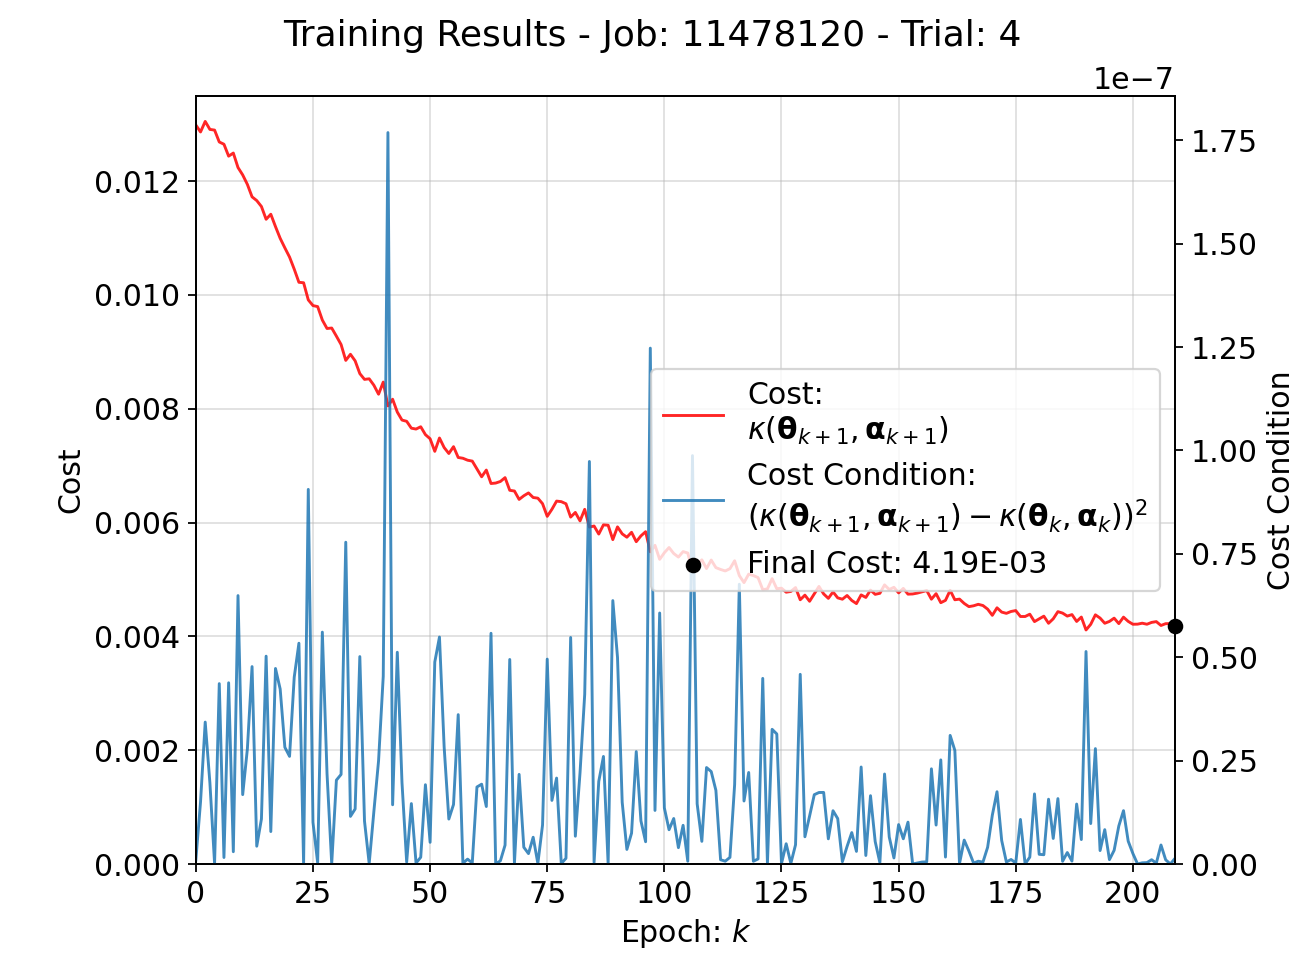 Training Results - Job: 11478120 - Trial: 4
1e−7
0.012
0.010
0.008
0.006
0.004
0.002
0.000
Cost
1.75
1.50
1.25
1.00
0.75
0.50
0.25
0.00
Cost Condition
Cost:
κ(θ_{k+1}, α_{k+1})
Cost Condition:
(κ(θ_{k+1}, α_{k+1}) − κ(θ_k, α_k))²
Final Cost: 4.19E-03
0 25 50 75 100 125 150 175 200
Epoch: k